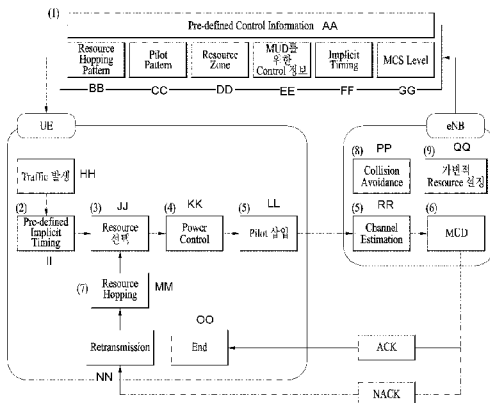 (1)
Pre-defined Control Information AA
Resource
Hopping
Pattern
Pilot
Pattern
Resource
Zone
MUD를
위한
Control 정보
Implicit
Timing
MCS Level
BB CC DD EE FF GG
UE
eNB
Traffic 발생 HH
(8) PP
Collision
Avoidance
(9) QQ
가변적
Resource 설정
(2)
Pre-defined
Implicit
Timing
II
(3) JJ
Resource
선택
(4) KK
Power
Control
(5) LL
Pilot 삽입
(5) RR
Channel
Estimation
(6)
MUD
(7)
Resource
Hopping
MM
Retransmission
NN
OO
End
ACK
NACK